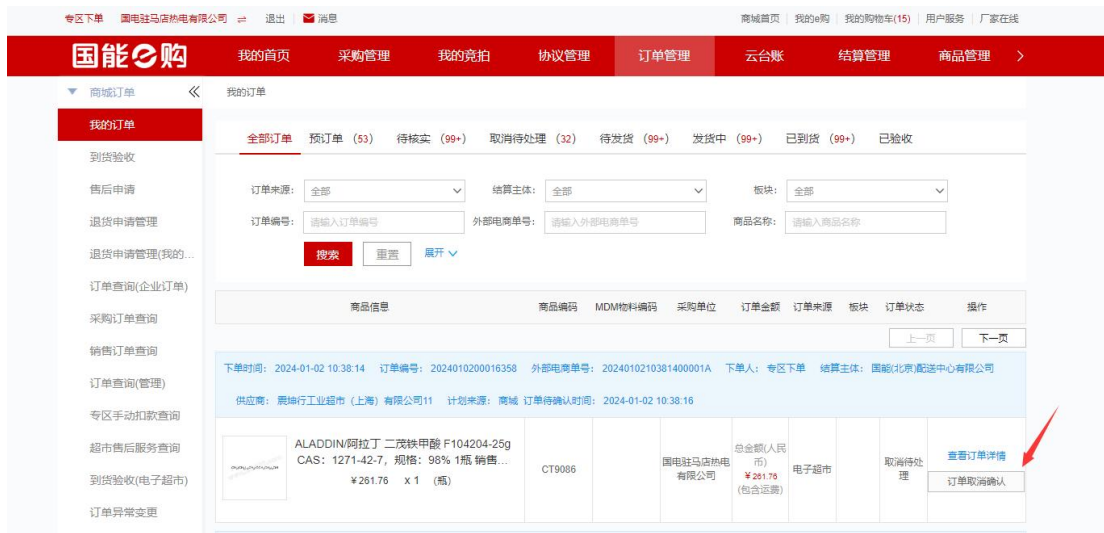 专区下单 国电驻马店热电有限公司 退出 消息 商城首页 我的e购 我的购物车(15) 用户服务 厂家在线
国能e购 我的首页 采购管理 我的竞拍 协议管理 订单管理 云台账 结算管理 商品管理
商城订单
我的订单
我的订单
到货验收
售后申请
退货申请管理
退货申请管理(我的...
订单查询(企业订单)
采购订单查询
销售订单查询
订单查询(管理)
专区手动扣款查询
超市售后服务查询
到货验收(电子超市)
订单异常变更
全部订单 预订单 (53) 待核实 (99+) 取消待处理 (32) 待发货 (99+) 发货中 (99+) 已到货 (99+) 已验收
订单来源: 全部 结算主体: 全部 板块: 全部
订单编号: 请输入订单编号 外部电商单号: 请输入外部电商单号 商品名称: 请输入商品名称
搜索 重置 展开
商品信息 商品编码 MDM物料编码 采购单位 订单金额 订单来源 板块 订单状态 操作
上一页 下一页
下单时间: 2024-01-02 10:38:14 订单编号: 2024010200016358 外部电商单号: 2024010210381400001A 下单人: 专区下单 结算主体: 国能(北京)配送中心有限公司
供应商: 震坤行工业超市 (上海) 有限公司11 计划来源: 商城 订单待确认时间: 2024-01-02 10:38:16
ALADDIN/阿拉丁 二茂铁甲酸 F104204-25g
CAS: 1271-42-7, 规格: 98% 1瓶 销售...
￥261.76 x 1 (瓶)
CT9086
国电驻马店热电
有限公司
总金额(人民
币)
￥261.76
(包含运费)
电子超市
取消待处
理
查看订单详情
订单取消确认